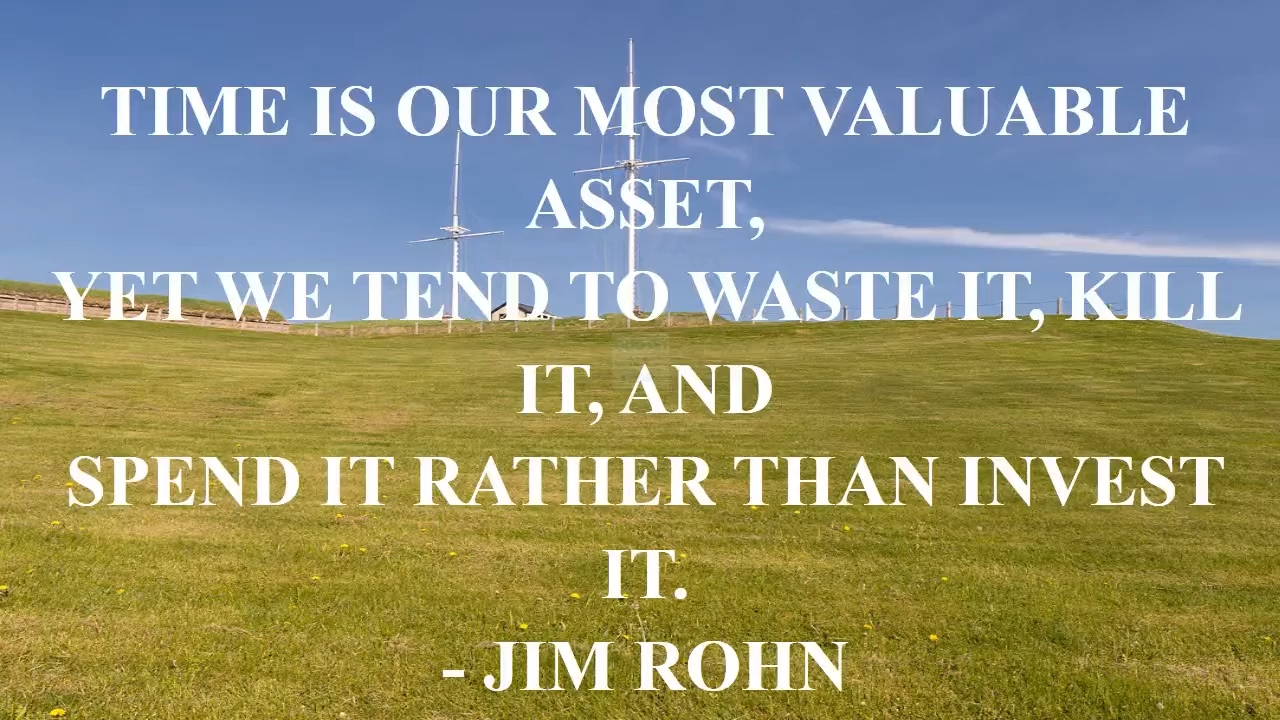 TIME IS OUR MOST VALUABLE
ASSET,
YET WE TEND TO WASTE IT, KILL
IT, AND
SPEND IT RATHER THAN INVEST
IT.
- JIM ROHN